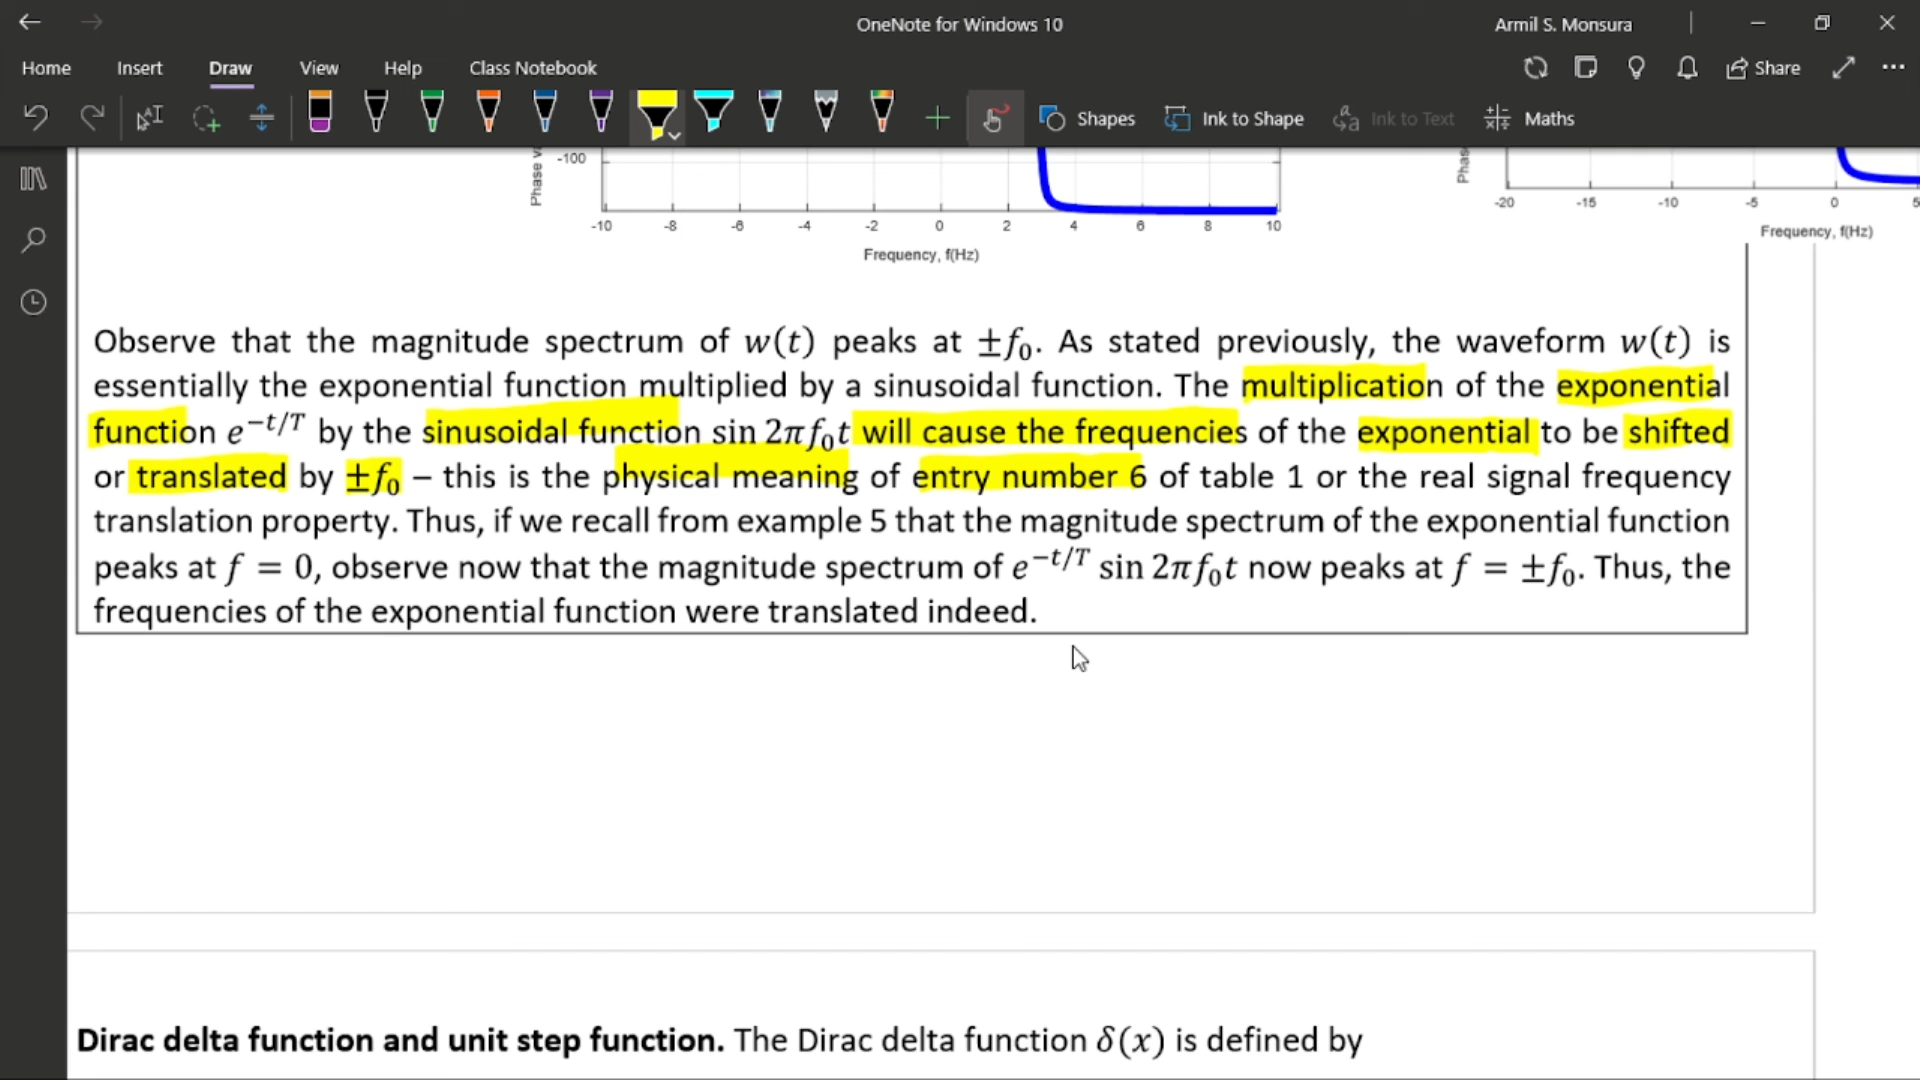 OneNote for Windows 10
Armil S. Monsura
Home Insert Draw View Help Class Notebook Share
Shapes Ink to Shape Ink to Text Maths
-100
-10 -8 -6 -4 -2 0 2 4 6 8 10
Frequency, f(Hz)
-20 -15 -10 -5 0
Frequency, f(Hz)
Observe that the magnitude spectrum of w(t) peaks at ±f₀. As stated previously, the waveform w(t) is
essentially the exponential function multiplied by a sinusoidal function. The multiplication of the exponential
function e^{-t/T} by the sinusoidal function sin 2πf₀t will cause the frequencies of the exponential to be shifted
or translated by ±f₀ – this is the physical meaning of entry number 6 of table 1 or the real signal frequency
translation property. Thus, if we recall from example 5 that the magnitude spectrum of the exponential function
peaks at f = 0, observe now that the magnitude spectrum of e^{-t/T} sin 2πf₀t now peaks at f = ±f₀. Thus, the
frequencies of the exponential function were translated indeed.
Dirac delta function and unit step function. The Dirac delta function δ(x) is defined by